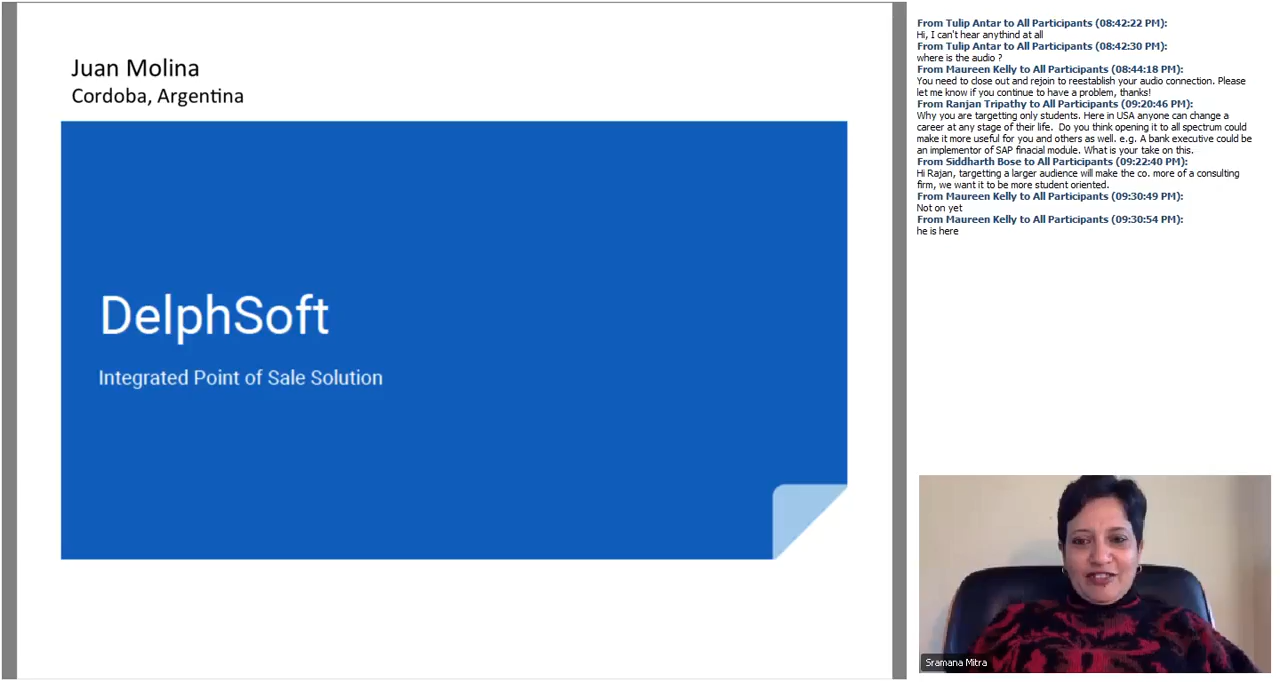 Juan Molina
Cordoba, Argentina
DelphSoft
Integrated Point of Sale Solution
From Tulip Antar to All Participants (08:42:22 PM):
Hi, I can't hear anythind at all
From Tulip Antar to All Participants (08:42:30 PM):
where is the audio ?
From Maureen Kelly to All Participants (08:44:18 PM):
You need to close out and rejoin to reestablish your audio connection. Please
let me know if you continue to have a problem, thanks!
From Ranjan Tripathy to All Participants (09:20:46 PM):
Why you are targetting only students. Here in USA anyone can change a
career at any stage of their life.  Do you think opening it to all spectrum could
make it more useful for you and others as well. e.g. A bank executive could be
an implementor of SAP finacial module. What is your take on this.
From Siddharth Bose to All Participants (09:22:40 PM):
Hi Rajan, targetting a larger audience will make the co. more of a consulting
firm, we want it to be more student oriented.
From Maureen Kelly to All Participants (09:30:49 PM):
Not on yet
From Maureen Kelly to All Participants (09:30:54 PM):
he is here
Sramana Mitra